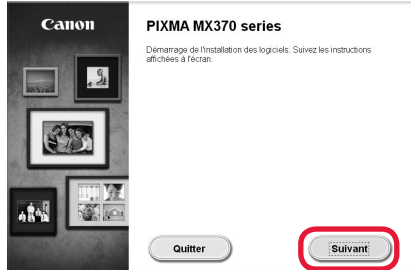 Canon
PIXMA MX370 series
Démarrage de l'installation des logiciels. Suivez les instructions
affichées à l'écran.
Quitter
Suivant